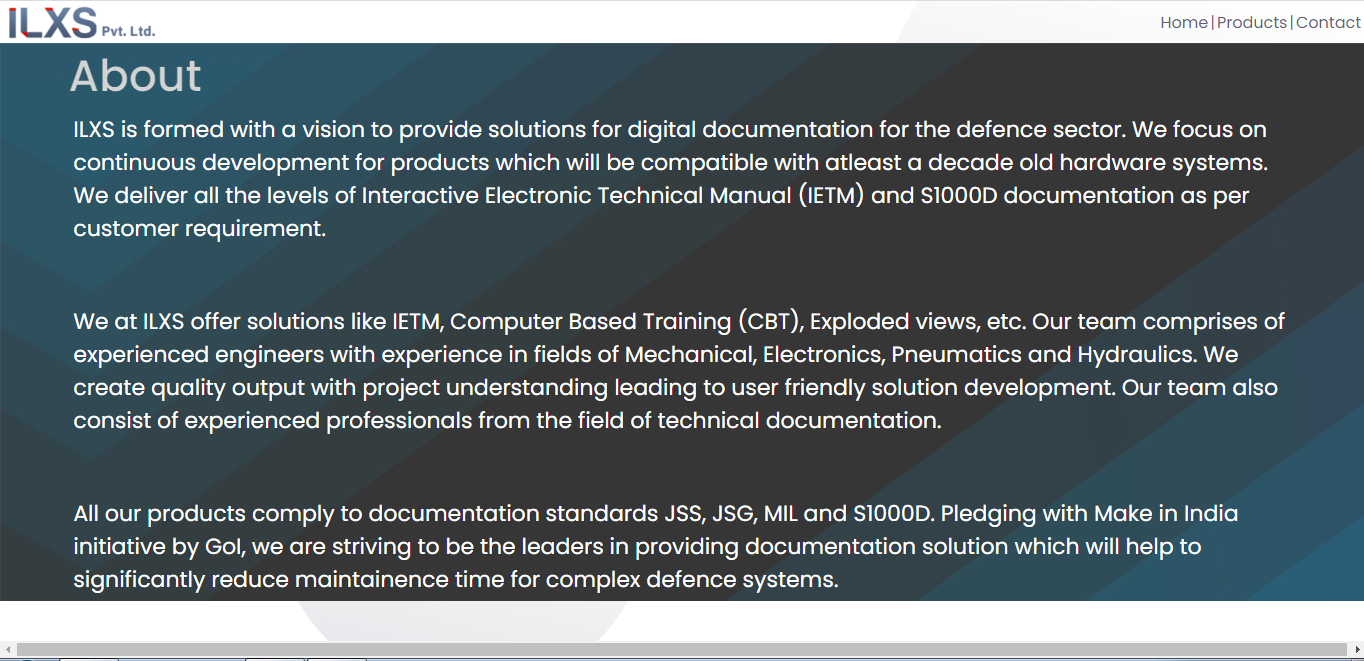 ILXS Pvt. Ltd.
Home | Products | Contact
About
ILXS is formed with a vision to provide solutions for digital documentation for the defence sector. We focus on
continuous development for products which will be compatible with atleast a decade old hardware systems.
We deliver all the levels of Interactive Electronic Technical Manual (IETM) and S1000D documentation as per
customer requirement.
We at ILXS offer solutions like IETM, Computer Based Training (CBT), Exploded views, etc. Our team comprises of
experienced engineers with experience in fields of Mechanical, Electronics, Pneumatics and Hydraulics. We
create quality output with project understanding leading to user friendly solution development. Our team also
consist of experienced professionals from the field of technical documentation.
All our products comply to documentation standards JSS, JSG, MIL and S1000D. Pledging with Make in India
initiative by GoI, we are striving to be the leaders in providing documentation solution which will help to
significantly reduce maintainence time for complex defence systems.